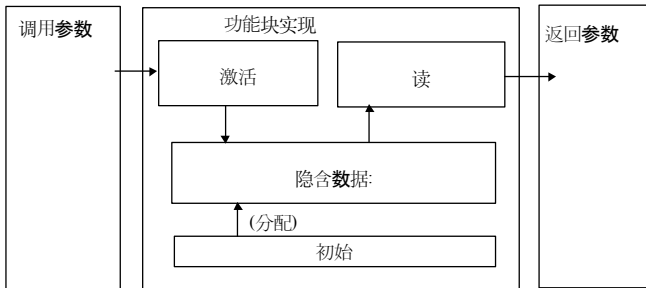 调用参数
功能块实现
返回参数
激活
读
隐含数据:
(分配)
初始